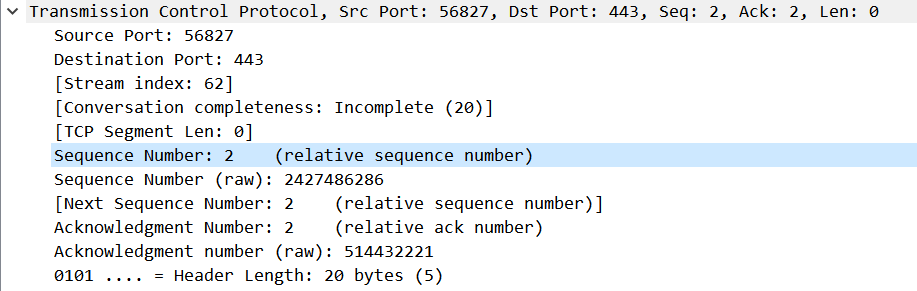 Transmission Control Protocol, Src Port: 56827, Dst Port: 443, Seq: 2, Ack: 2, Len: 0
Source Port: 56827
Destination Port: 443
[Stream index: 62]
[Conversation completeness: Incomplete (20)]
[TCP Segment Len: 0]
Sequence Number: 2    (relative sequence number)
Sequence Number (raw): 2427486286
[Next Sequence Number: 2    (relative sequence number)]
Acknowledgment Number: 2    (relative ack number)
Acknowledgment number (raw): 514432221
0101 .... = Header Length: 20 bytes (5)